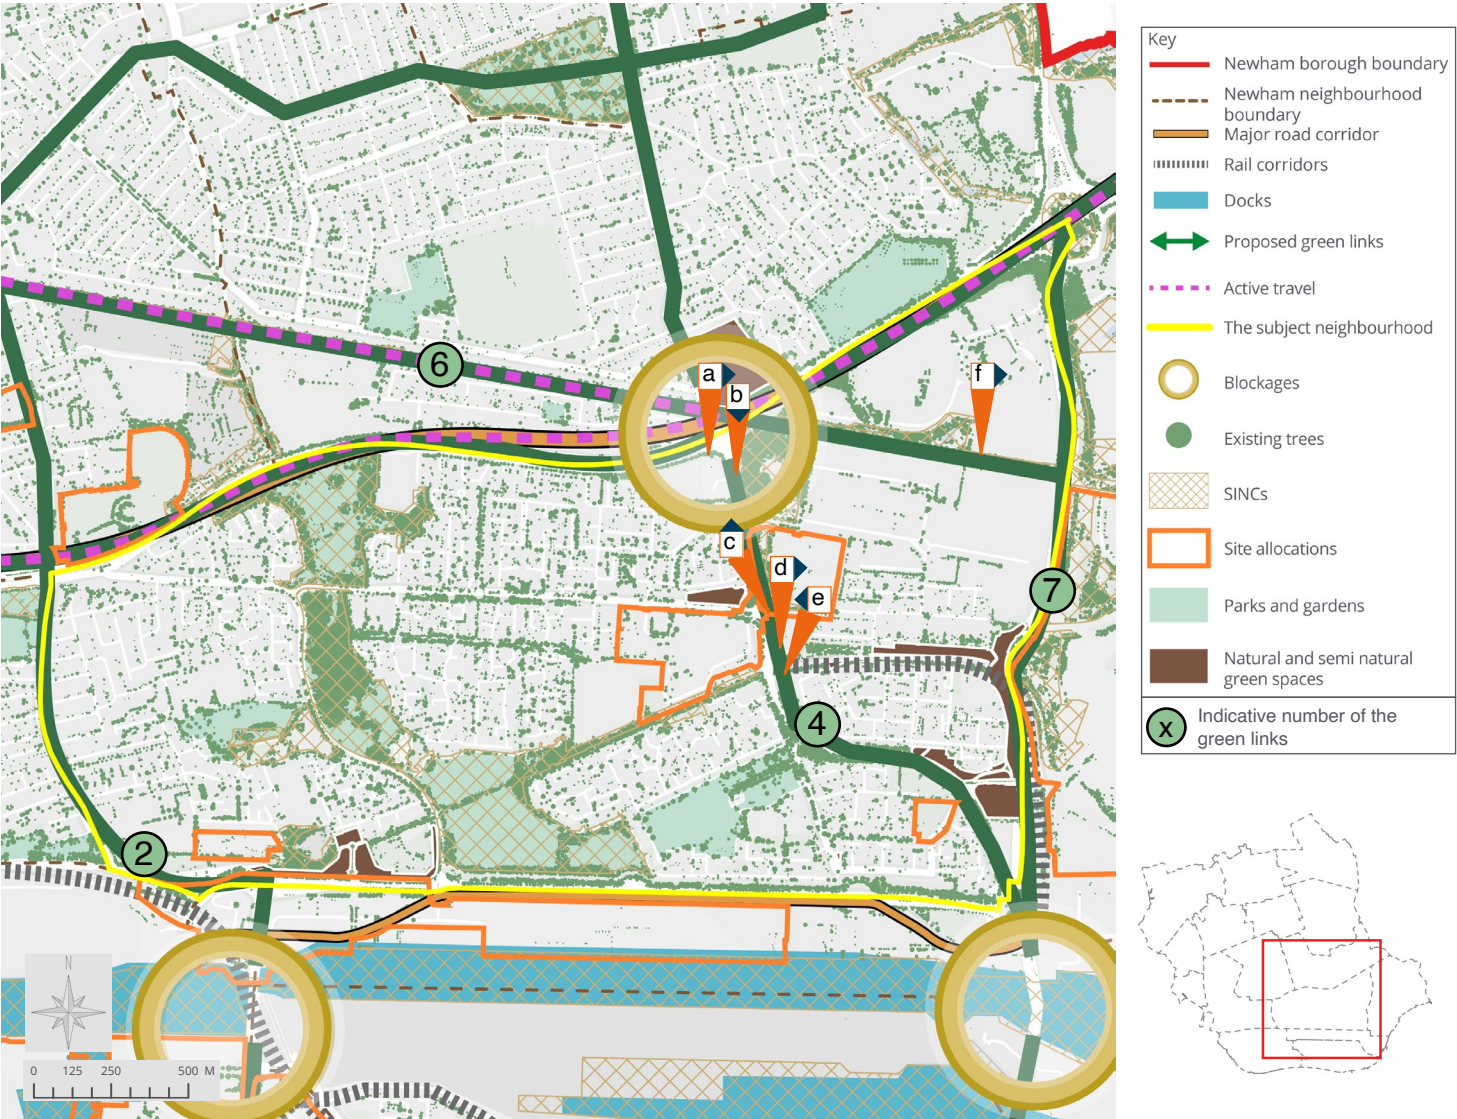 a
b
f
6
c
d
e
7
4
2
N
0 125 250 500 M
Key
Newham borough boundary
Newham neighbourhood
boundary
Major road corridor
Rail corridors
Docks
Proposed green links
Active travel
The subject neighbourhood
Blockages
Existing trees
SINCs
Site allocations
Parks and gardens
Natural and semi natural
green spaces
x
Indicative number of the
green links